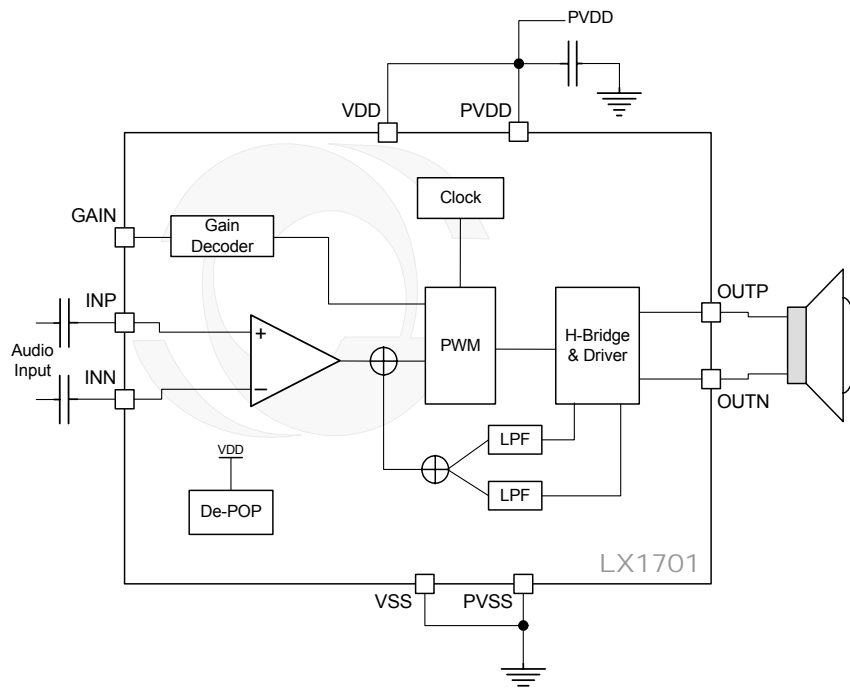 PVDD
VDD
PVDD
Clock
GAIN
Gain
Decoder
INP
OUTP
+
Audio
Input
PWM
H-Bridge
& Driver
INN
−
OUTN
LPF
VDD
LPF
De-POP
LX1701
VSS
PVSS